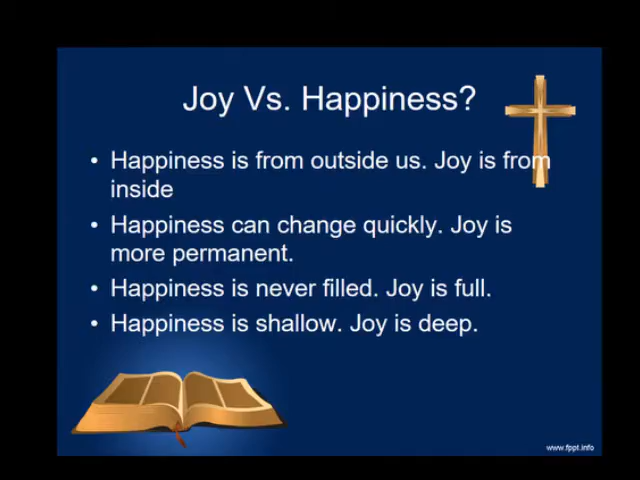 Joy Vs. Happiness?
• Happiness is from outside us. Joy is from
inside
• Happiness can change quickly. Joy is
more permanent.
• Happiness is never filled. Joy is full.
• Happiness is shallow. Joy is deep.
www.fppt.info